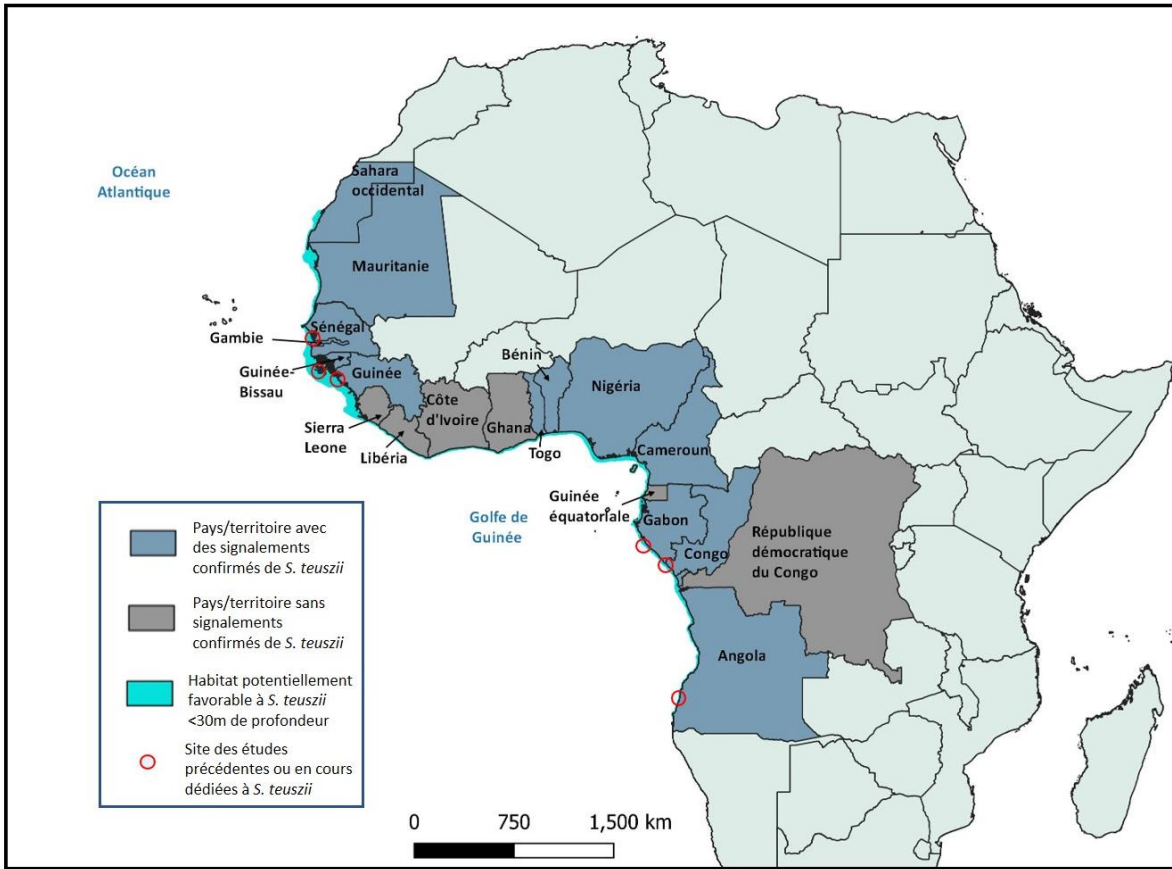 Océan
Atlantique
Sahara
occidental
Mauritanie
Sénégal
Gambie
Guinée-
Bissau
Guinée
Sierra
Leone
Libéria
Côte
d'Ivoire
Ghana
Bénin
Togo
Nigéria
Cameroun
Guinée
équatoriale
Golfe de
Guinée
Gabon
Congo
République
démocratique
du Congo
Angola
Pays/territoire avec
des signalements
confirmés de S. teuszii
Pays/territoire sans
signalements
confirmés de S. teuszii
Habitat potentiellement
favorable à S. teuszii
<30m de profondeur
Site des études
précédentes ou en cours
dédiées à S. teuszii
0 750 1,500 km